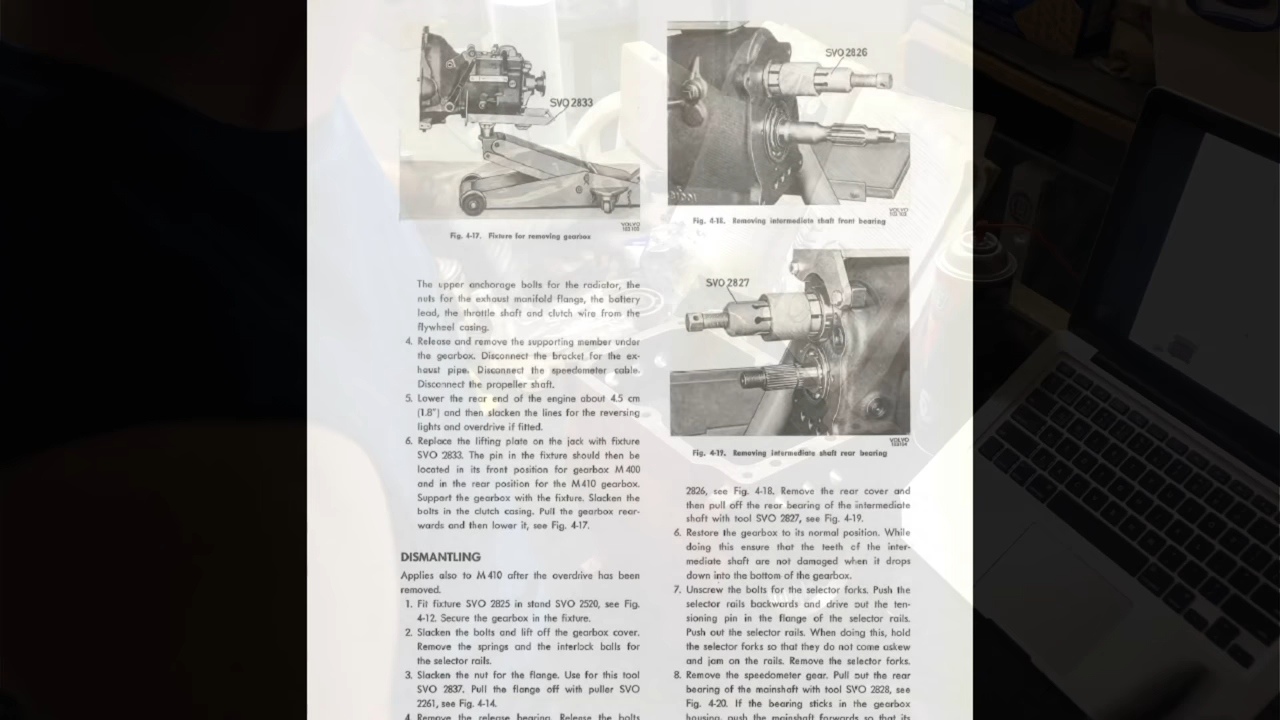 SVO 2833
VOLVO
Fig. 4-17. Fixture for removing gearbox
The upper anchorage bolts for the radiator, the
nuts for the exhaust manifold flange, the battery
lead, the throttle shaft and clutch wire from the
flywheel casing.
4. Release and remove the supporting member under
the gearbox. Disconnect the bracket for the ex-
haust pipe. Disconnect the speedometer cable.
Disconnect the propeller shaft.
5. Lower the rear end of the engine about 4.5 cm
(1.8") and then slacken the lines for the reversing
lights and overdrive if fitted.
6. Replace the lifting plate on the jack with fixture
SVO 2833. The pin in the fixture should then be
located in its front position for gearbox M 400
and in the rear position for the M 410 gearbox.
Support the gearbox with the fixture. Slacken the
bolts in the clutch casing. Pull the gearbox rear-
wards and then lower it, see Fig. 4-17.
DISMANTLING
Applies also to M 410 after the overdrive has been
removed.
1. Fit fixture SVO 2825 in stand SVO 2520, see Fig.
4-12. Secure the gearbox in the fixture.
2. Slacken the bolts and lift off the gearbox cover.
Remove the springs and the interlock balls for
the selector rails.
3. Slacken the nut for the flange. Use for this tool
SVO 2837. Pull the flange off with puller SVO
2261, see Fig. 4-14.
4. Remove the release bearing. Release the bolts
SVO 2826
VOLVO
Fig. 4-18. Removing intermediate shaft front bearing
SVO 2827
VOLVO
Fig. 4-19. Removing intermediate shaft rear bearing
2826, see Fig. 4-18. Remove the rear cover and
then pull off the rear bearing of the intermediate
shaft with tool SVO 2827, see Fig. 4-19.
6. Restore the gearbox to its normal position. While
doing this ensure that the teeth of the inter-
mediate shaft are not damaged when it drops
down into the bottom of the gearbox.
7. Unscrew the bolts for the selector forks. Push the
selector rails backwards and drive out the ten-
sioning pin in the flange of the selector rails.
Push out the selector rails. When doing this, hold
the selector forks so that they do not come askew
and jam on the rails. Remove the selector forks.
8. Remove the speedometer gear. Pull out the rear
bearing of the mainshaft with tool SVO 2828, see
Fig. 4-20. If the bearing sticks in the gearbox
housing, push the mainshaft forwards so that its